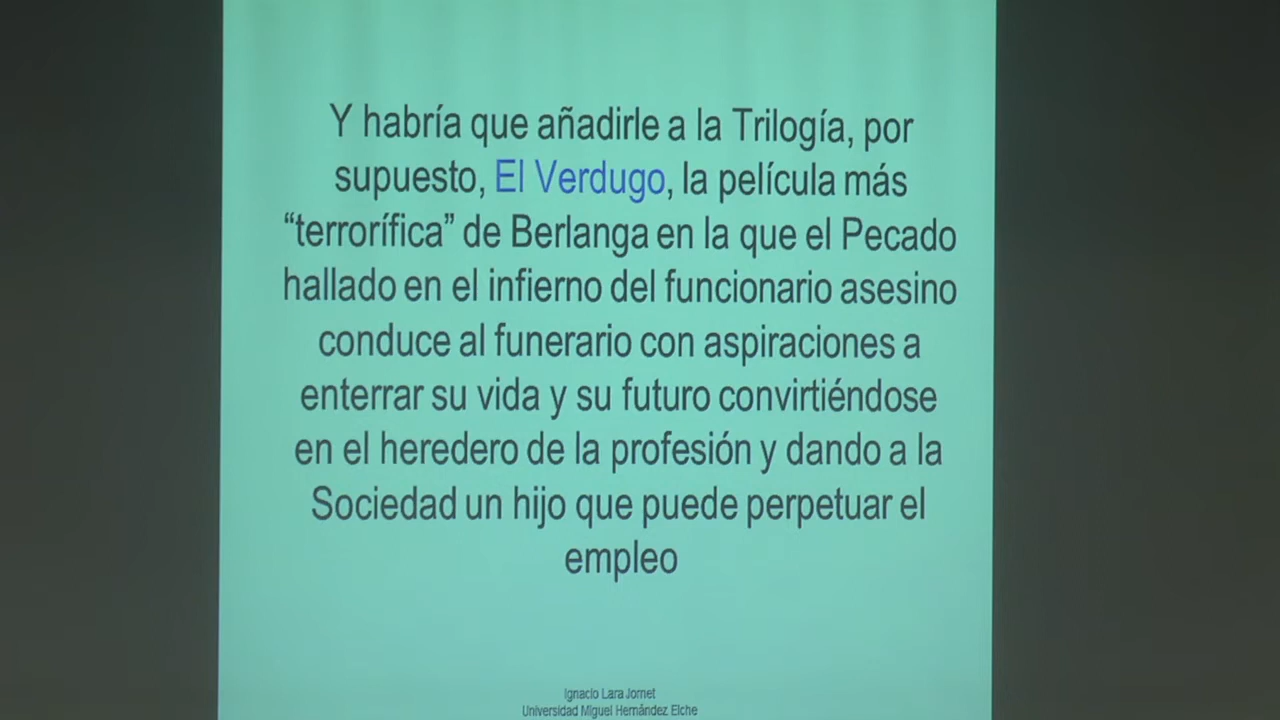 Y habría que añadirle a la Trilogía, por
supuesto, El Verdugo, la película más
“terrorífica” de Berlanga en la que el Pecado
hallado en el infierno del funcionario asesino
conduce al funerario con aspiraciones a
enterrar su vida y su futuro convirtiéndose
en el heredero de la profesión y dando a la
Sociedad un hijo que puede perpetuar el
empleo
Ignacio Lara Jornet
Universidad Miguel Hernández Elche